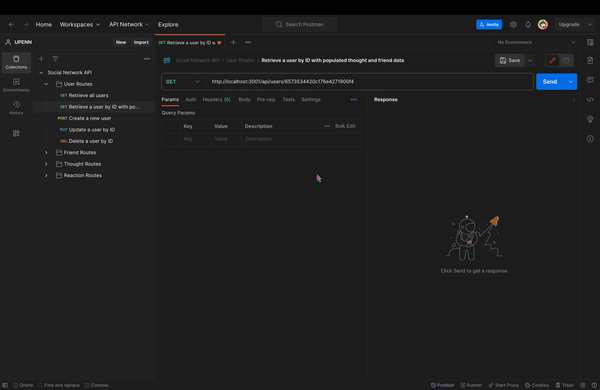 Home Workspaces API Network Explore Search Postman Invite Upgrade
UPENN New Import GET Retrieve a user by ID w. No Environment
Collections
Environments
History
Social Network API
User Routes
GET Retrieve all users
GET Retrieve a user by ID with po...
POST Create a new user
PUT Update a user by ID
DEL Delete a user by ID
Friend Routes
Thought Routes
Reaction Routes
Social Network API / User Routes / Retrieve a user by ID with populated thought and friend data Save
GET http://localhost:3001/api/users/6573534420c176e4271900f4 Send
Params Auth Headers (6) Body Pre-req. Tests Settings
Query Params
Key Value Description Bulk Edit
Key Value Description
Response
Click Send to get a response
Online Find and replace Console Postbot Runner Start Proxy Cookies Trash